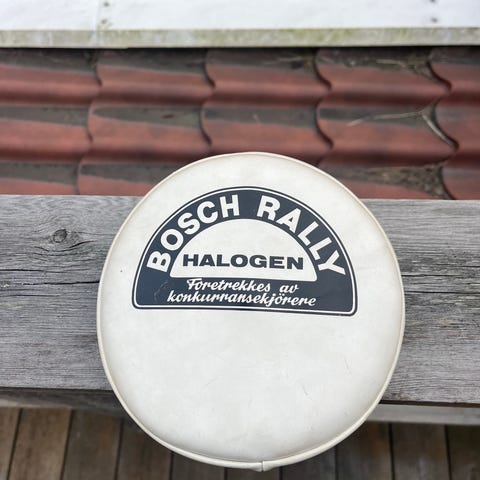 BOSCH RALLY
HALOGEN
Foretrekkes av
konkurransekjörere